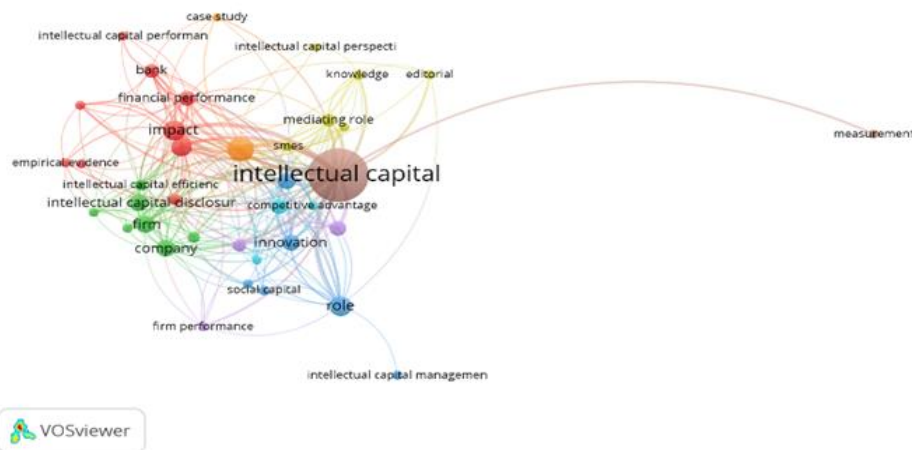 case study
intellectual capital performan
intellectual capital perspecti
bank
knowledge
editorial
financial performance
mediating role
impact
measurement
smes
empirical evidence
intellectual capital
intellectual capital efficienc
intellectual capital disclosur
competitive advantage
firm
innovation
company
social capital
role
firm performance
intellectual capital managemen
VOSviewer